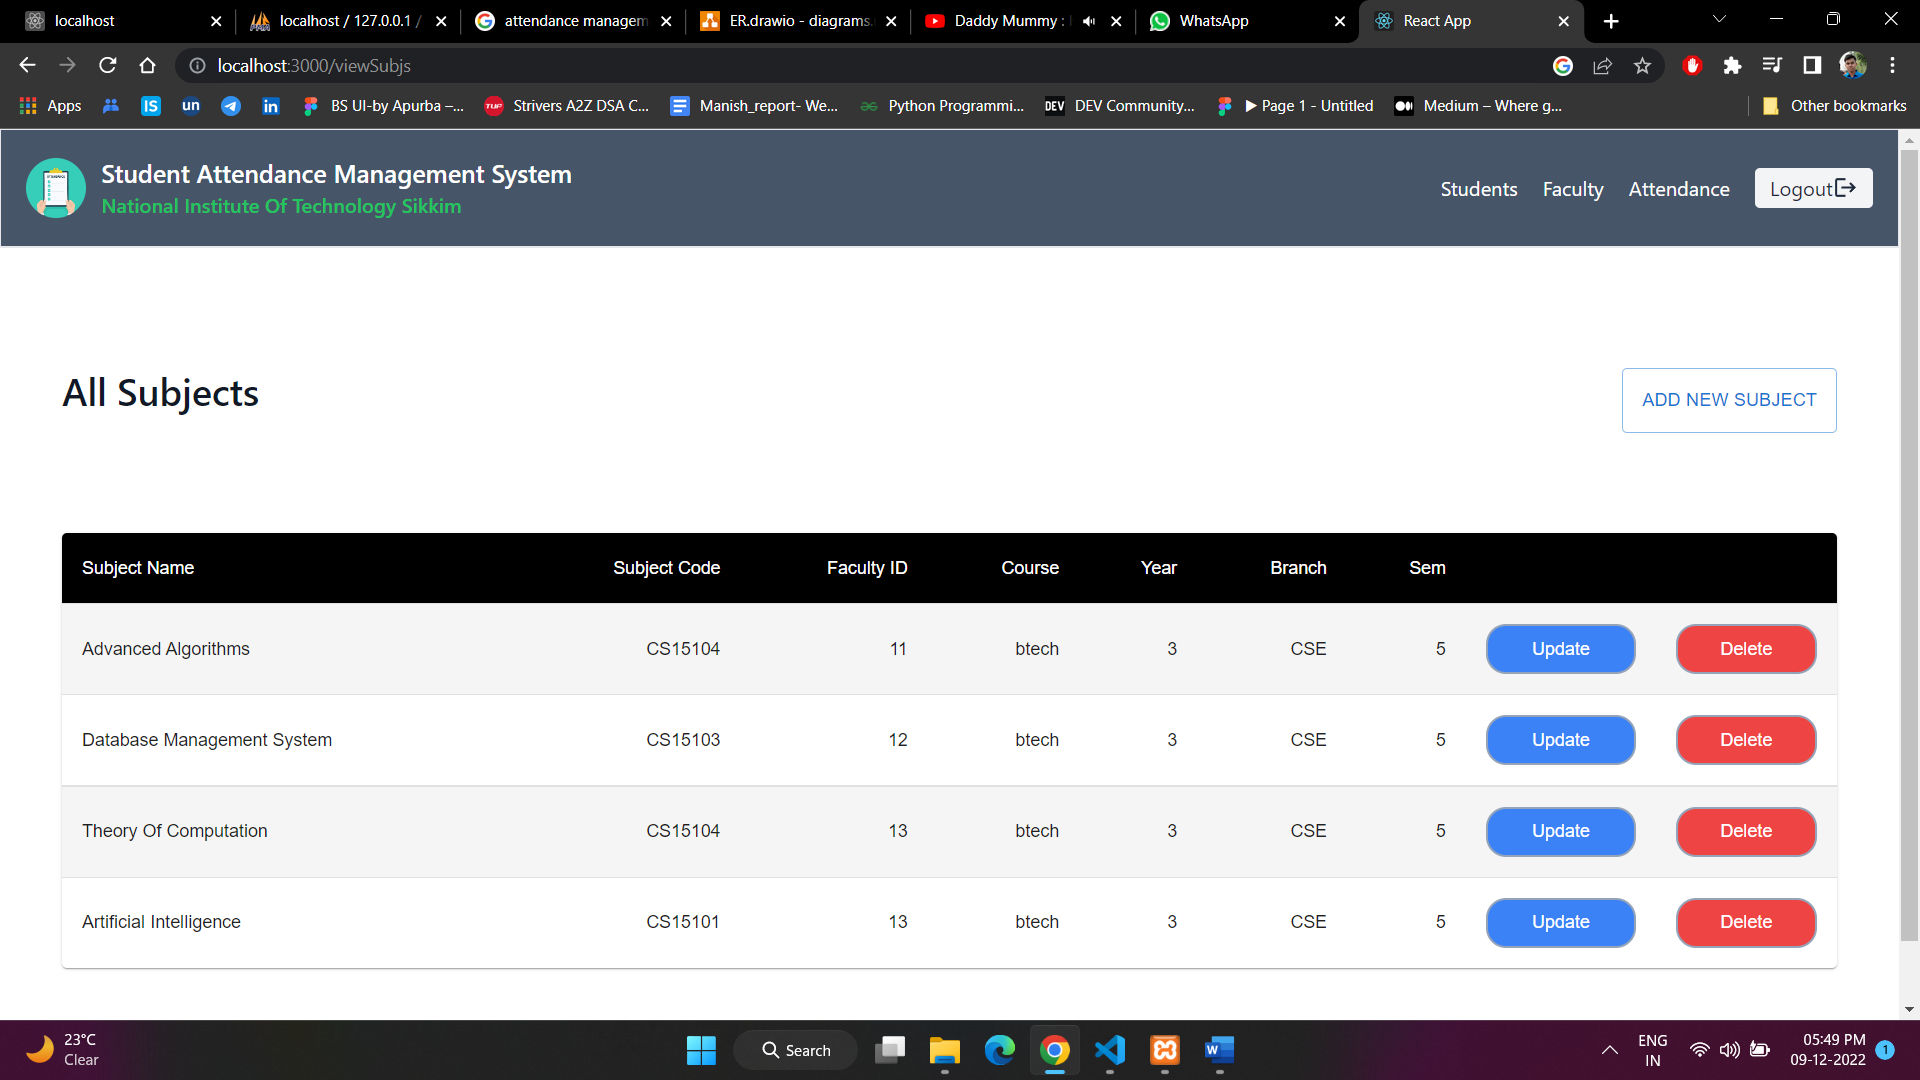 localhost
localhost / 127.0.0.1 /
attendance managem
ER.drawio - diagrams.
Daddy Mummy :
WhatsApp
React App
localhost:3000/viewSubjs
Apps
IS
un
in
BS UI-by Apurba –...
TUF
Strivers A2Z DSA C...
Manish_report- We...
Python Programmi...
DEV
DEV Community...
▶ Page 1 - Untitled
Medium – Where g...
Other bookmarks
Student Attendance Management System
National Institute Of Technology Sikkim
Students Faculty Attendance Logout
All Subjects
ADD NEW SUBJECT
Subject Name Subject Code Faculty ID Course Year Branch Sem
Advanced Algorithms CS15104 11 btech 3 CSE 5 Update Delete
Database Management System CS15103 12 btech 3 CSE 5 Update Delete
Theory Of Computation CS15104 13 btech 3 CSE 5 Update Delete
Artificial Intelligence CS15101 13 btech 3 CSE 5 Update Delete
23°C
Clear
Search
W
ENG
IN
05:49 PM
09-12-2022
1